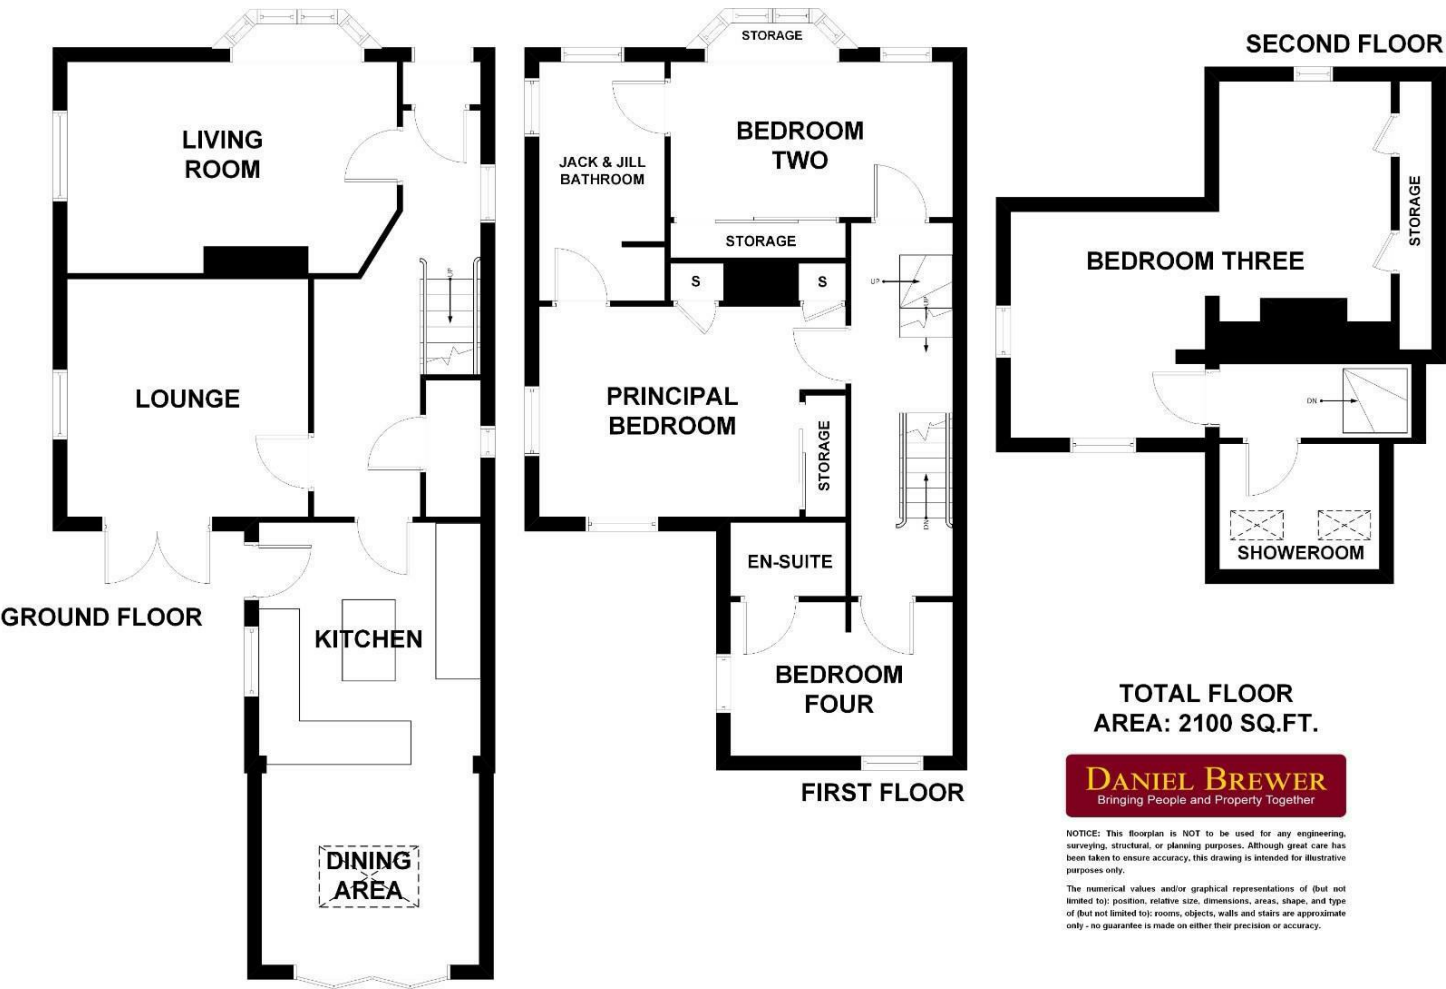 LIVING
ROOM
UP
LOUNGE
GROUND FLOOR
KITCHEN
DINING
AREA
STORAGE
BEDROOM
TWO
JACK & JILL
BATHROOM
STORAGE
S
S
UP
UP
PRINCIPAL
BEDROOM
STORAGE
DN
EN-SUITE
BEDROOM
FOUR
FIRST FLOOR
SECOND FLOOR
STORAGE
BEDROOM THREE
DN
SHOWEROOM
TOTAL FLOOR
AREA: 2100 SQ.FT.
DANIEL BREWER
Bringing People and Property Together
NOTICE: This floorplan is NOT to be used for any engineering,
surveying, structural, or planning purposes. Although great care has
been taken to ensure accuracy, this drawing is intended for illustrative
purposes only.
The numerical values and/or graphical representations of (but not
limited to): position, relative size, dimensions, areas, shape, and type
of (but not limited to): rooms, objects, walls and stairs are approximate
only - no guarantee is made on either their precision or accuracy.